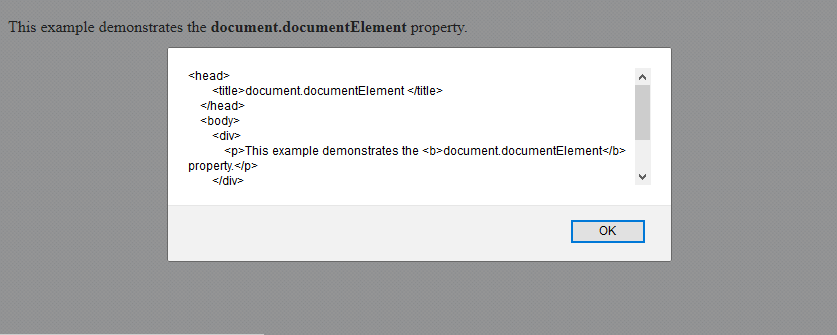 This example demonstrates the document.documentElement property.
<head>
<title>document.documentElement </title>
</head>
<body>
<div>
<p>This example demonstrates the <b>document.documentElement</b>
property.</p>
</div>
OK